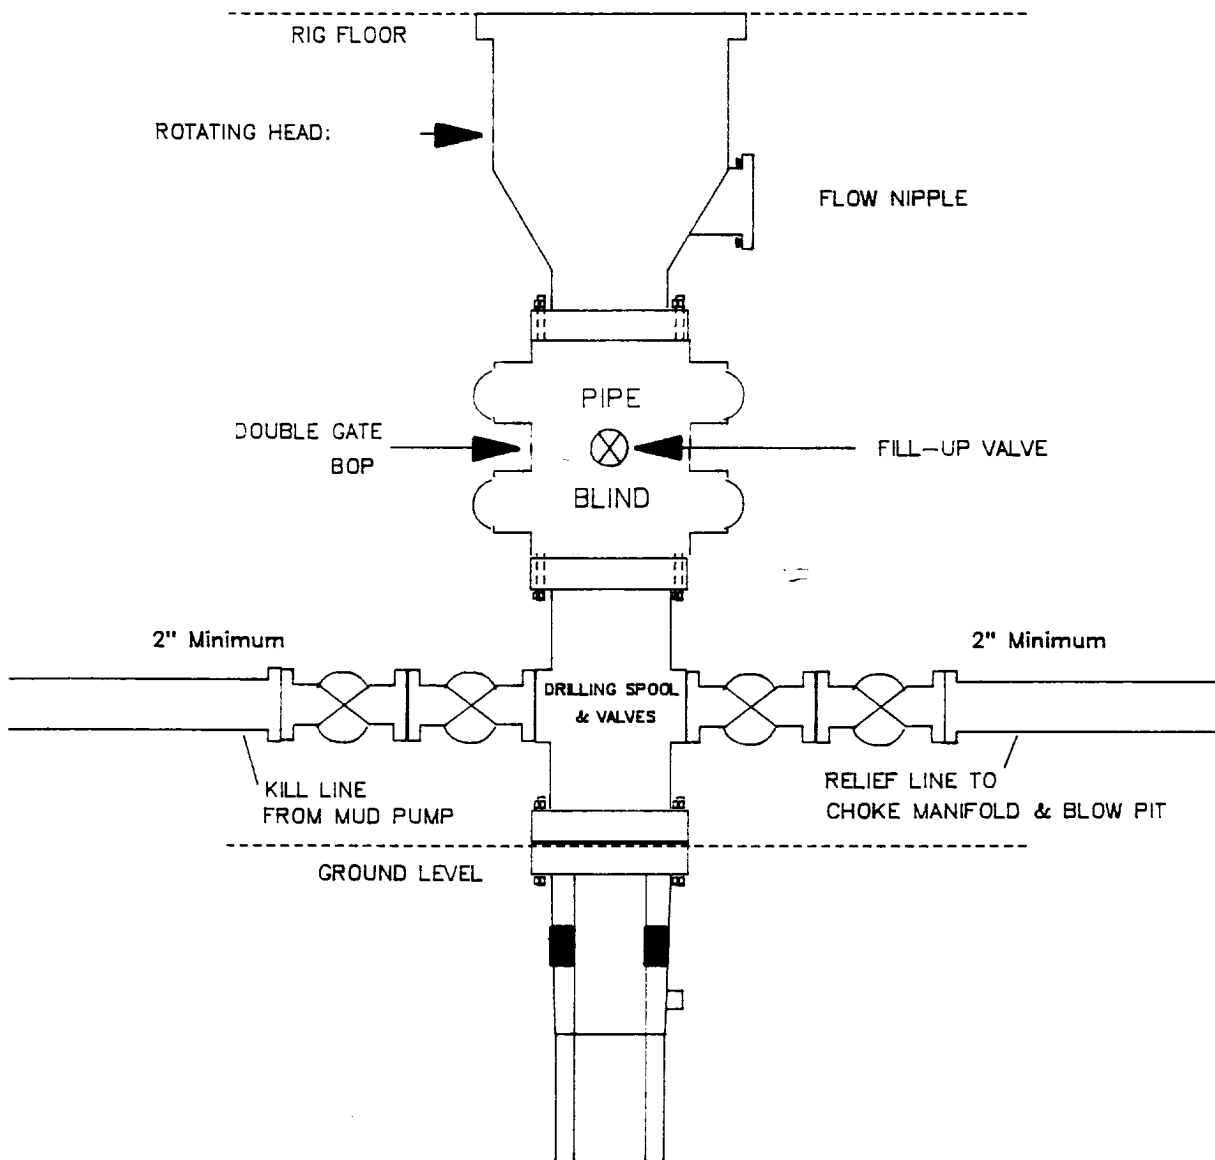 RIG FLOOR
ROTATING HEAD:
FLOW NIPPLE
PIPE
DOUBLE GATE
BOP
FILL-UP VALVE
BLIND
2" Minimum
2" Minimum
DRILLING SPOOL
& VALVES
KILL LINE
FROM MUD PUMP
RELIEF LINE TO
CHOKE MANIFOLD & BLOW PIT
GROUND LEVEL